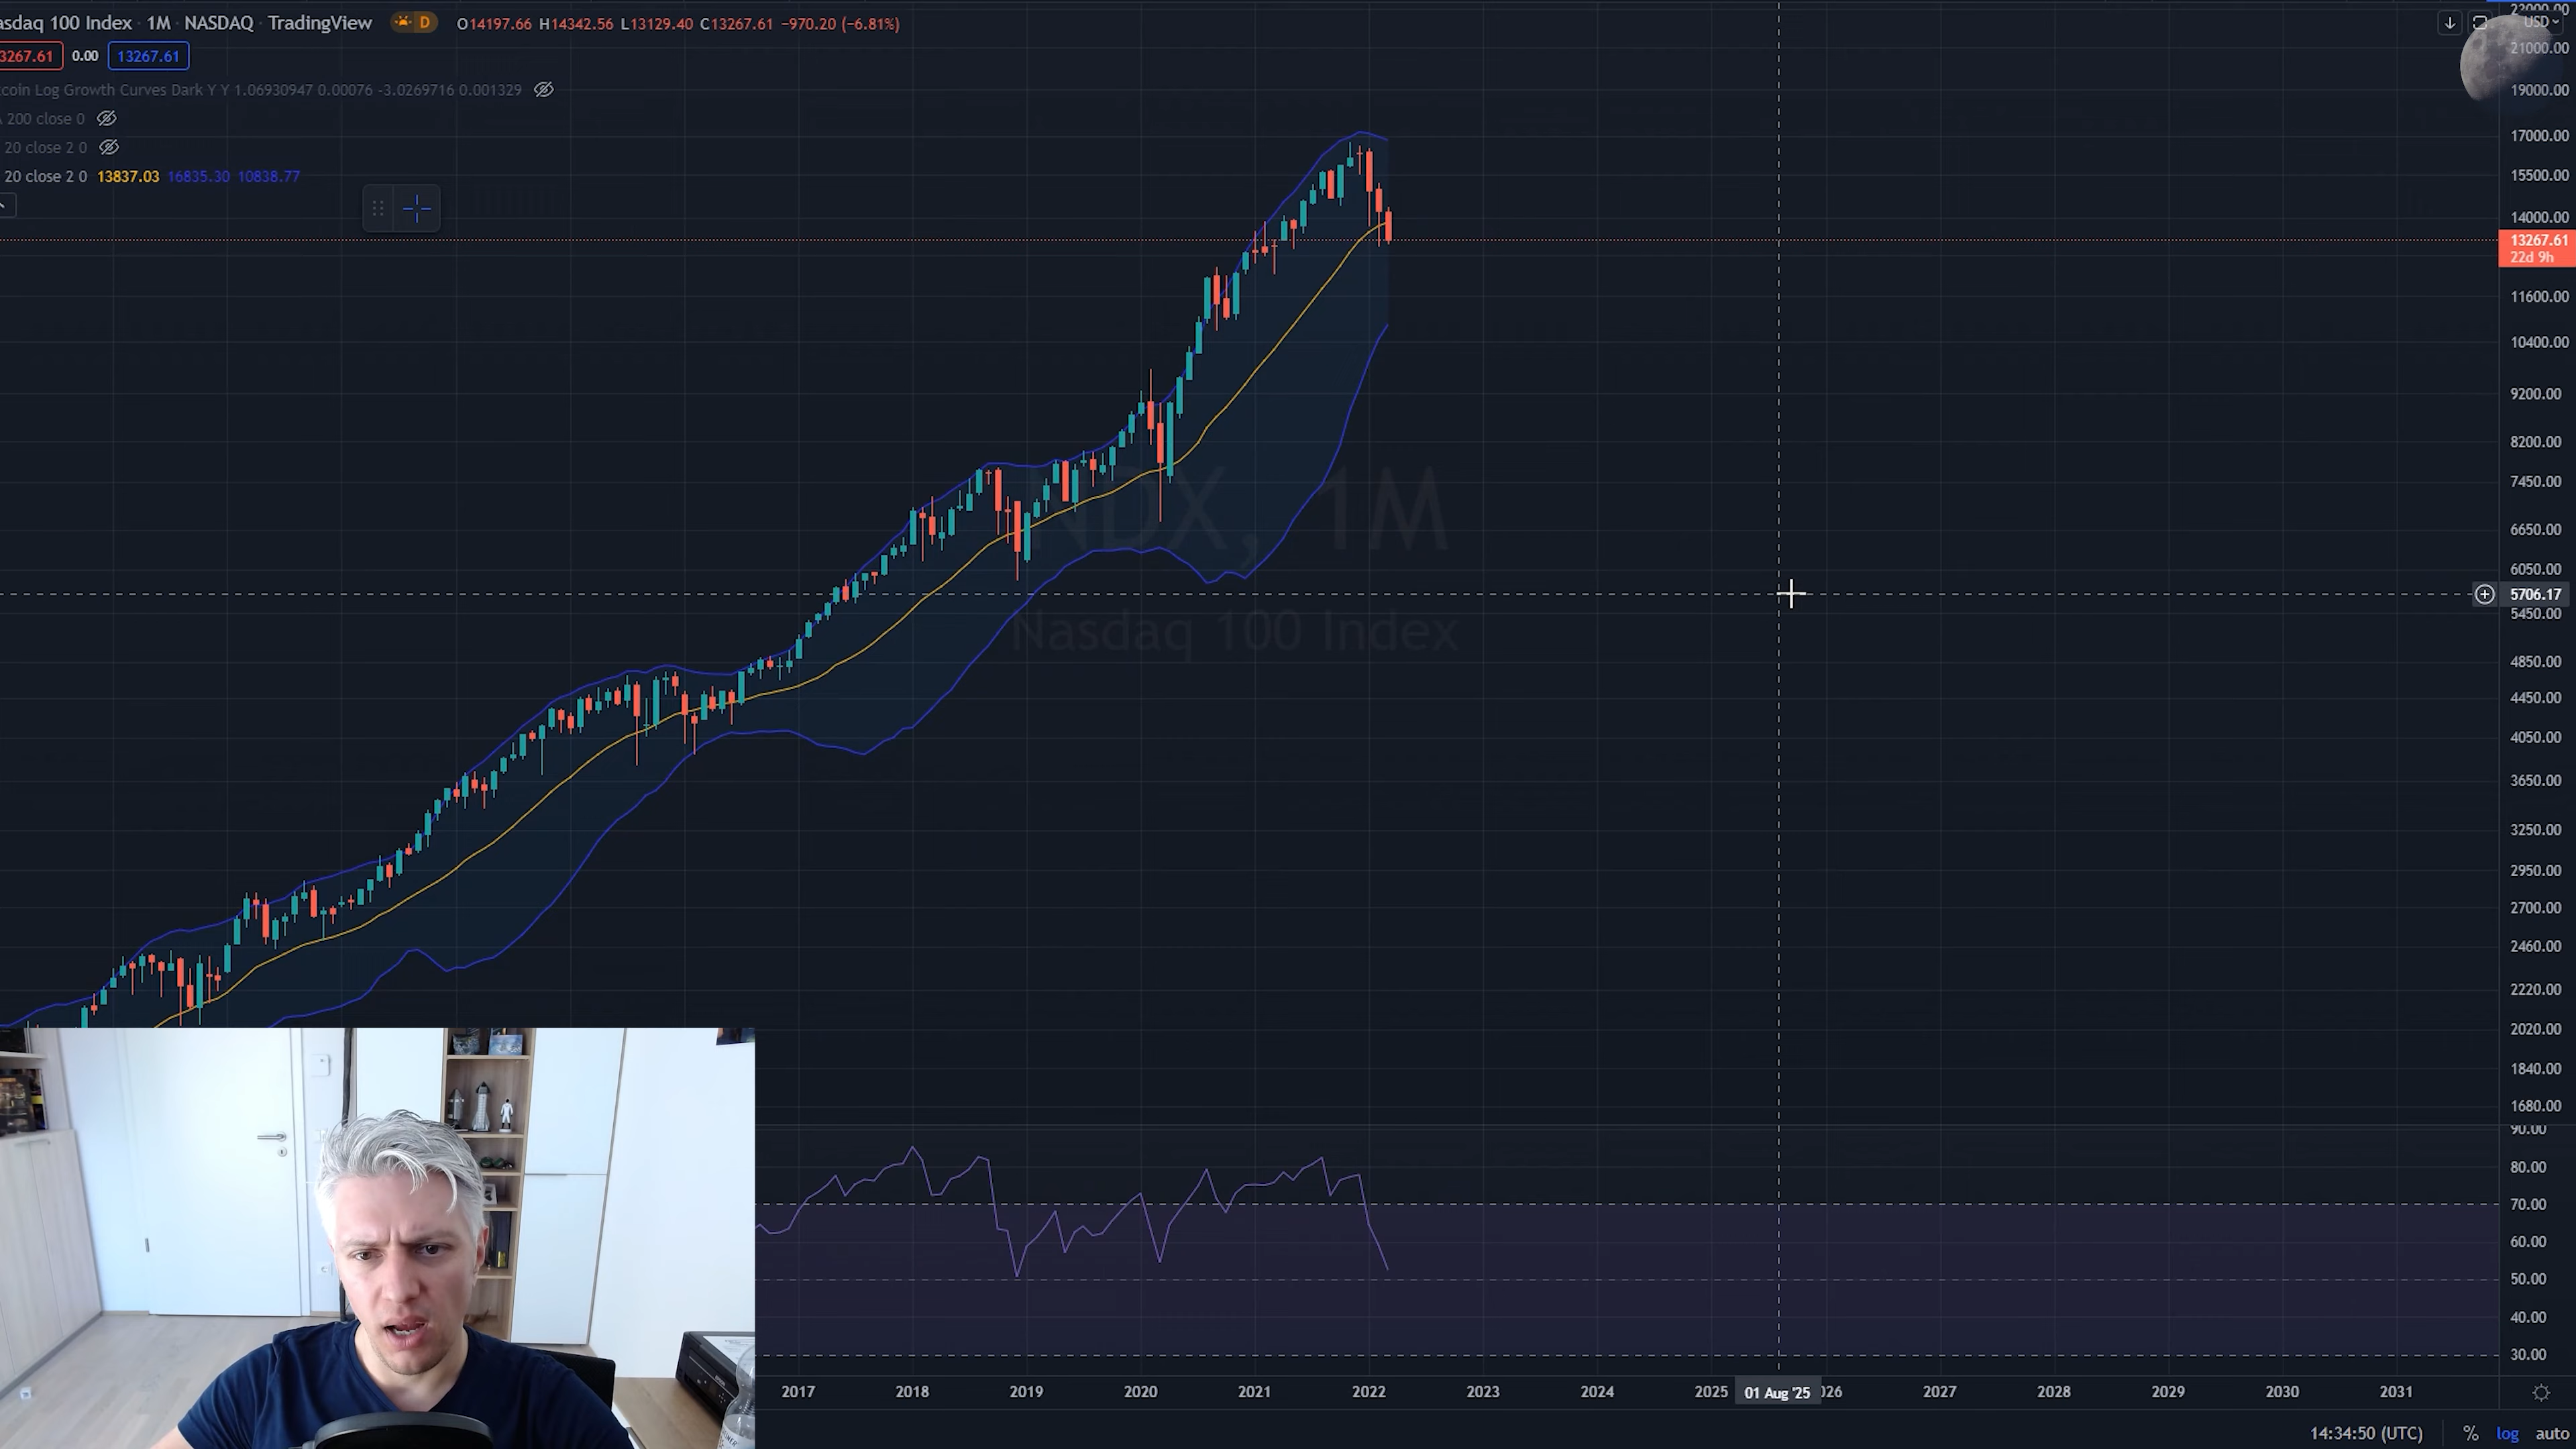 asdaq 100 Index · 1M · NASDAQ · TradingView D O14197.66 H14342.56 L13129.40 C13267.61 −970.20 (−6.81%)
3267.61 0.00 13267.61
coin Log Growth Curves Dark Y Y 1.06930947 0.00076 -3.0269716 0.001329
200 close 0
20 close 2 0
20 close 2 0 13837.03 16835.30 10838.77
NDX, 1M
Nasdaq 100 Index
USD
22000.00
21000.00
19000.00
17000.00
15500.00
14000.00
13267.61
22d 9h
11600.00
10400.00
9200.00
8200.00
7450.00
6650.00
6050.00
5706.17
5450.00
4850.00
4450.00
4050.00
3650.00
3250.00
2950.00
2700.00
2460.00
2220.00
2020.00
1840.00
1680.00
90.00
80.00
70.00
60.00
50.00
40.00
30.00
2017 2018 2019 2020 2021 2022 2023 2024 2025 01 Aug '25 026 2027 2028 2029 2030 2031
14:34:50 (UTC) % log auto